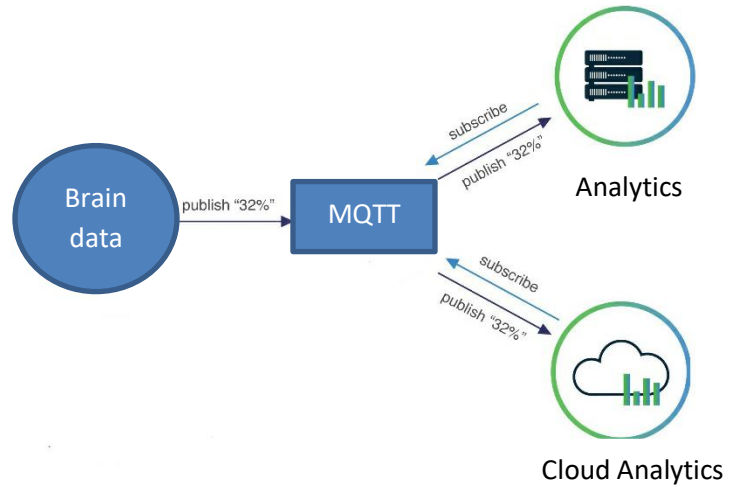 subscribe
publish "32%"
Analytics
Brain
data
publish "32%"
MQTT
subscribe
publish "32%"
Cloud Analytics